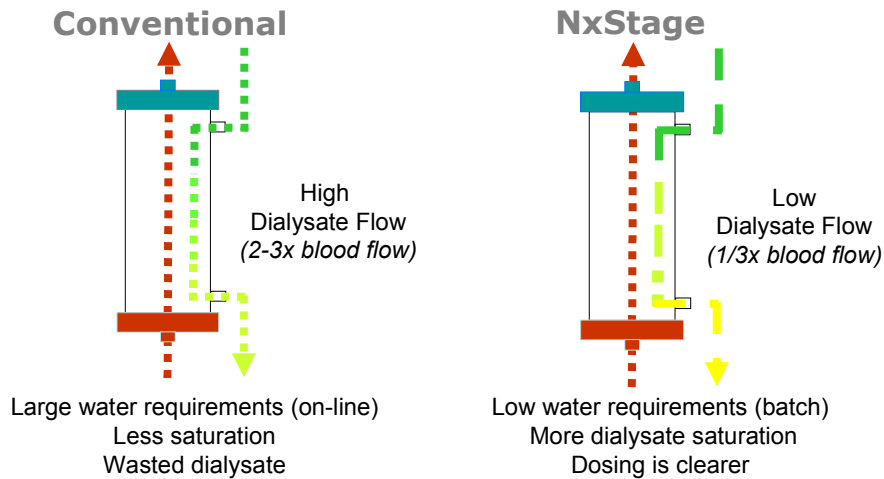 Conventional
High
Dialysate Flow
(2-3x blood flow)
Large water requirements (on-line)
Less saturation
Wasted dialysate
NxStage
Low
Dialysate Flow
(1/3x blood flow)
Low water requirements (batch)
More dialysate saturation
Dosing is clearer